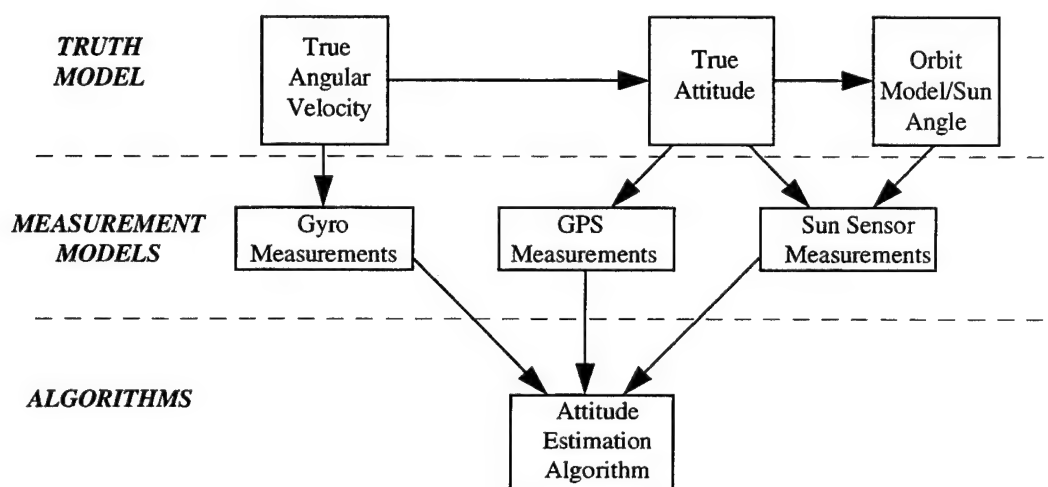 TRUTH
MODEL
True
Angular
Velocity
True
Attitude
Orbit
Model/Sun
Angle
MEASUREMENT
MODELS
Gyro
Measurements
GPS
Measurements
Sun Sensor
Measurements
ALGORITHMS
Attitude
Estimation
Algorithm